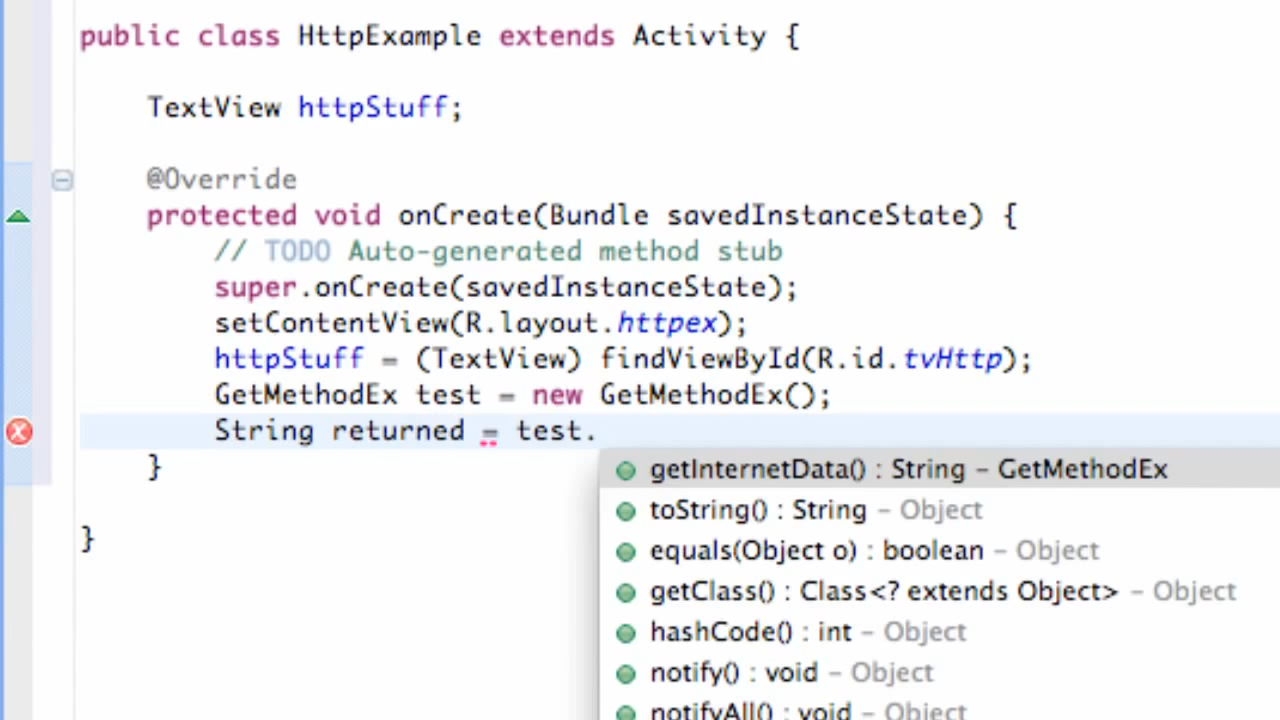 public class HttpExample extends Activity {
TextView httpStuff;
@Override
protected void onCreate(Bundle savedInstanceState) {
// TODO Auto-generated method stub
super.onCreate(savedInstanceState);
setContentView(R.layout.httpex);
httpStuff = (TextView) findViewById(R.id.tvHttp);
GetMethodEx test = new GetMethodEx();
String returned = test.
}
getInternetData() : String – GetMethodEx
toString() : String – Object
equals(Object o) : boolean – Object
getClass() : Class<? extends Object> – Object
hashCode() : int – Object
notify() : void – Object
notifyAll() : void – Object
}